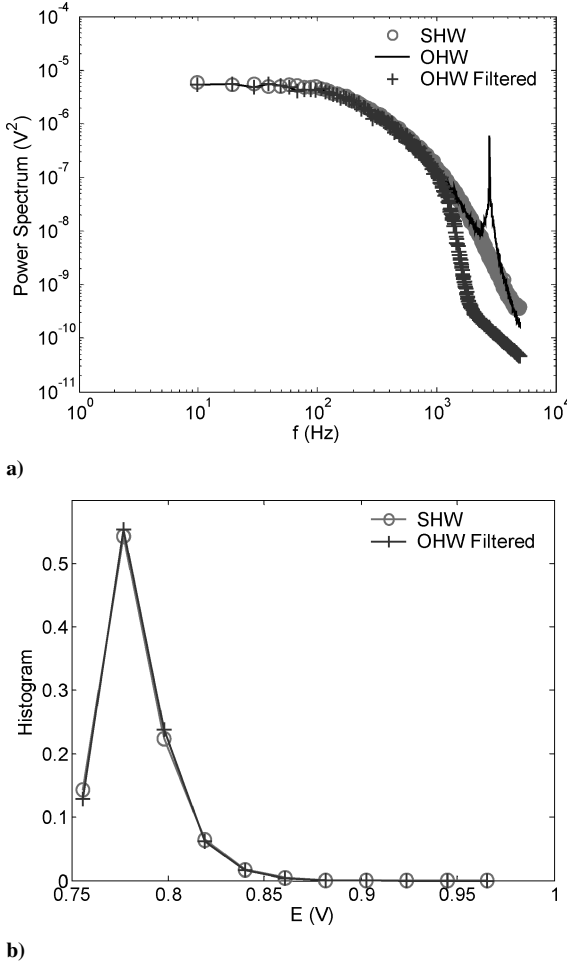 10^-4
10^-5
10^-6
10^-7
10^-8
10^-9
10^-10
10^-11
Power Spectrum (V^2)
SHW
OHW
OHW Filtered
10^0 10^1 10^2 10^3 10^4
f (Hz)
a)
0.5
0.4
0.3
0.2
0.1
0
Histogram
SHW
OHW Filtered
0.75 0.8 0.85 0.9 0.95 1
E (V)
b)